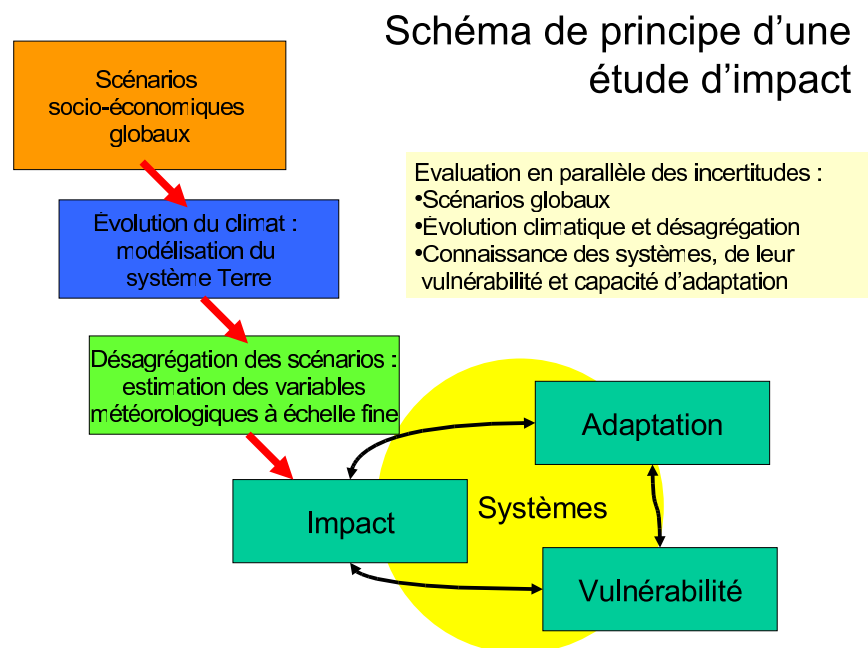 Schéma de principe d’une
étude d’impact
Scénarios
socio-économiques
globaux
Evaluation en parallèle des incertitudes :
•Scénarios globaux
•Évolution climatique et désagrégation
•Connaissance des systèmes, de leur
vulnérabilité et capacité d’adaptation
Évolution du climat :
modélisation du
système Terre
Désagrégation des scénarios :
estimation des variables
météorologiques à échelle fine
Adaptation
Systèmes
Impact
Vulnérabilité